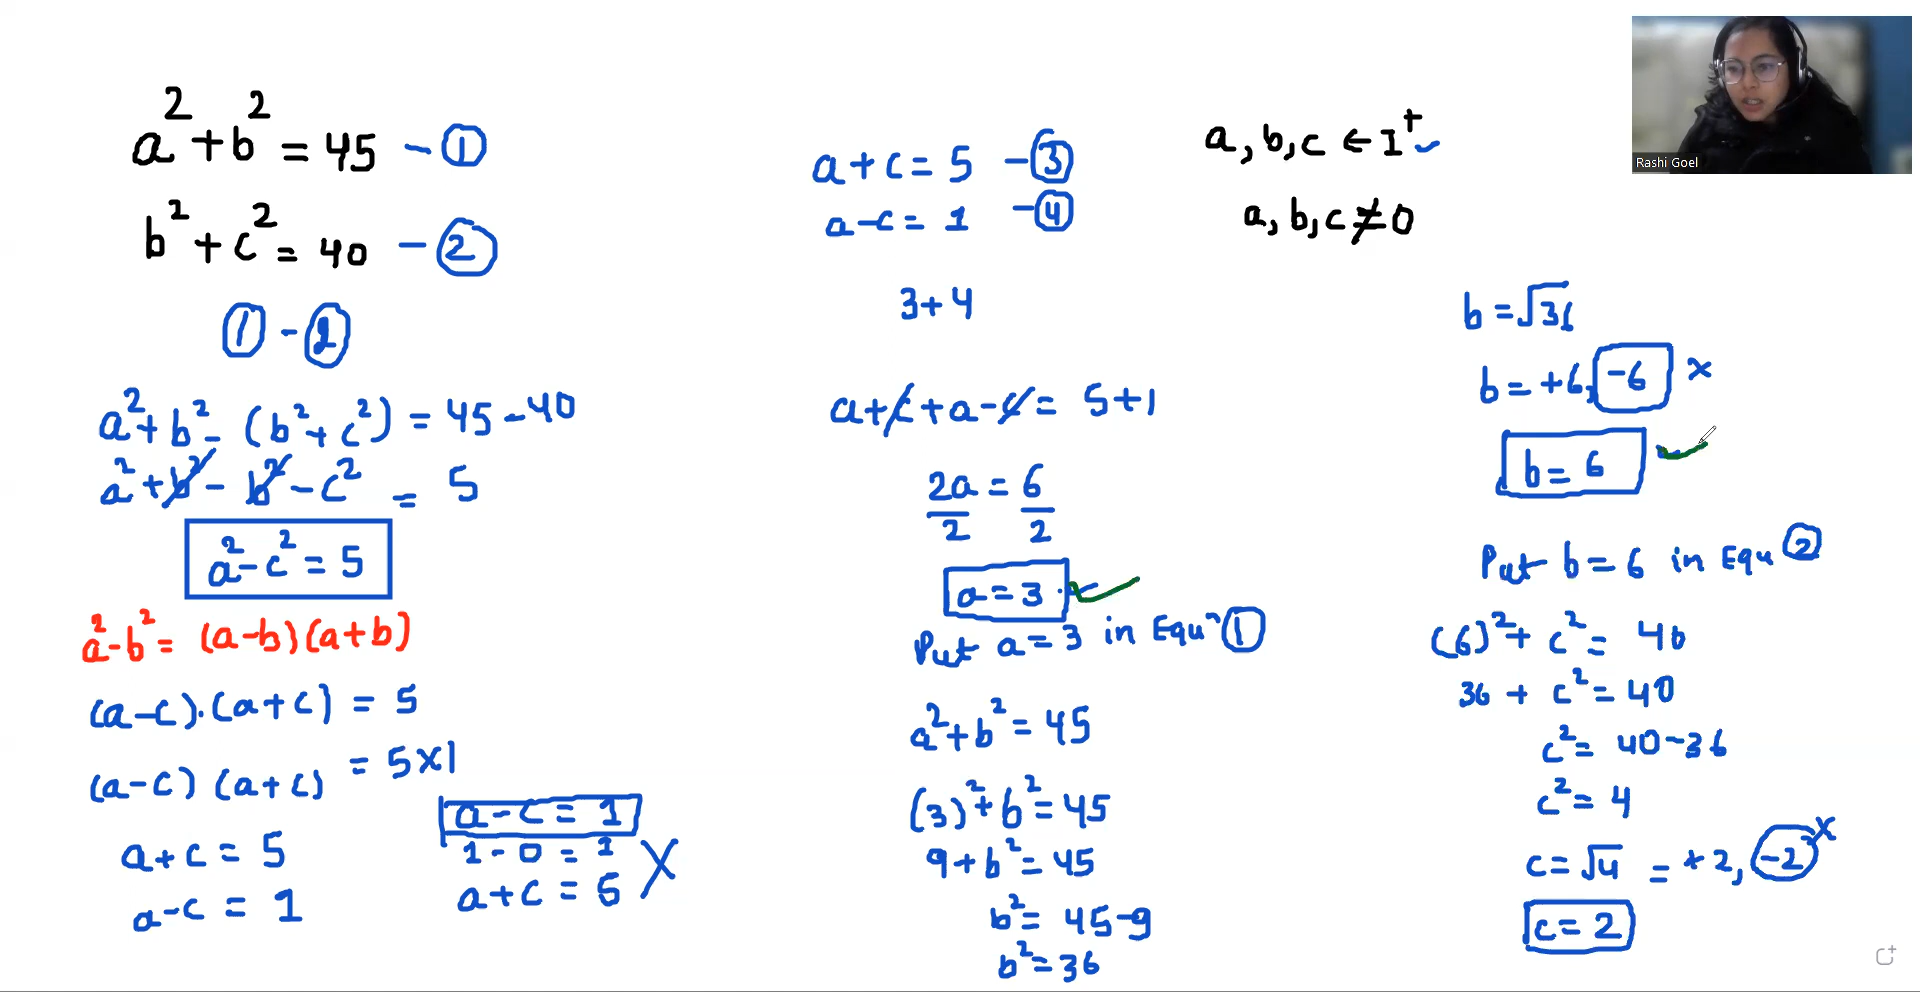 a² + b² = 45 - ①
b² + c² = 40 - ②
① - ②
a² + b² - (b² + c²) = 45 - 40
a² + b² - b² - c² = 5
a² - c² = 5
a² - b² = (a-b)(a+b)
(a-c).(a+c) = 5
(a-c) (a+c) = 5x1
a+c = 5
a-c = 1
a-c = 1
1-0 = 1
a+c = 5 X
a+c = 5 - ③
a-c = 1 - ④
3+4
a+c+a-c = 5+1
2a/2 = 6/2
a = 3
Put a=3 in Equⁿ ①
a² + b² = 45
(3)² + b² = 45
9 + b² = 45
b² = 45-9
b² = 36
a, b, c ← I⁺
a, b, c ≠ 0
b = √36
b = +6, -6 x
b = 6
Put b = 6 in Equ ②
(6)² + c² = 40
36 + c² = 40
c² = 40-36
c² = 4
c = √4 = +2, -2 x
c = 2
Rashi Goel